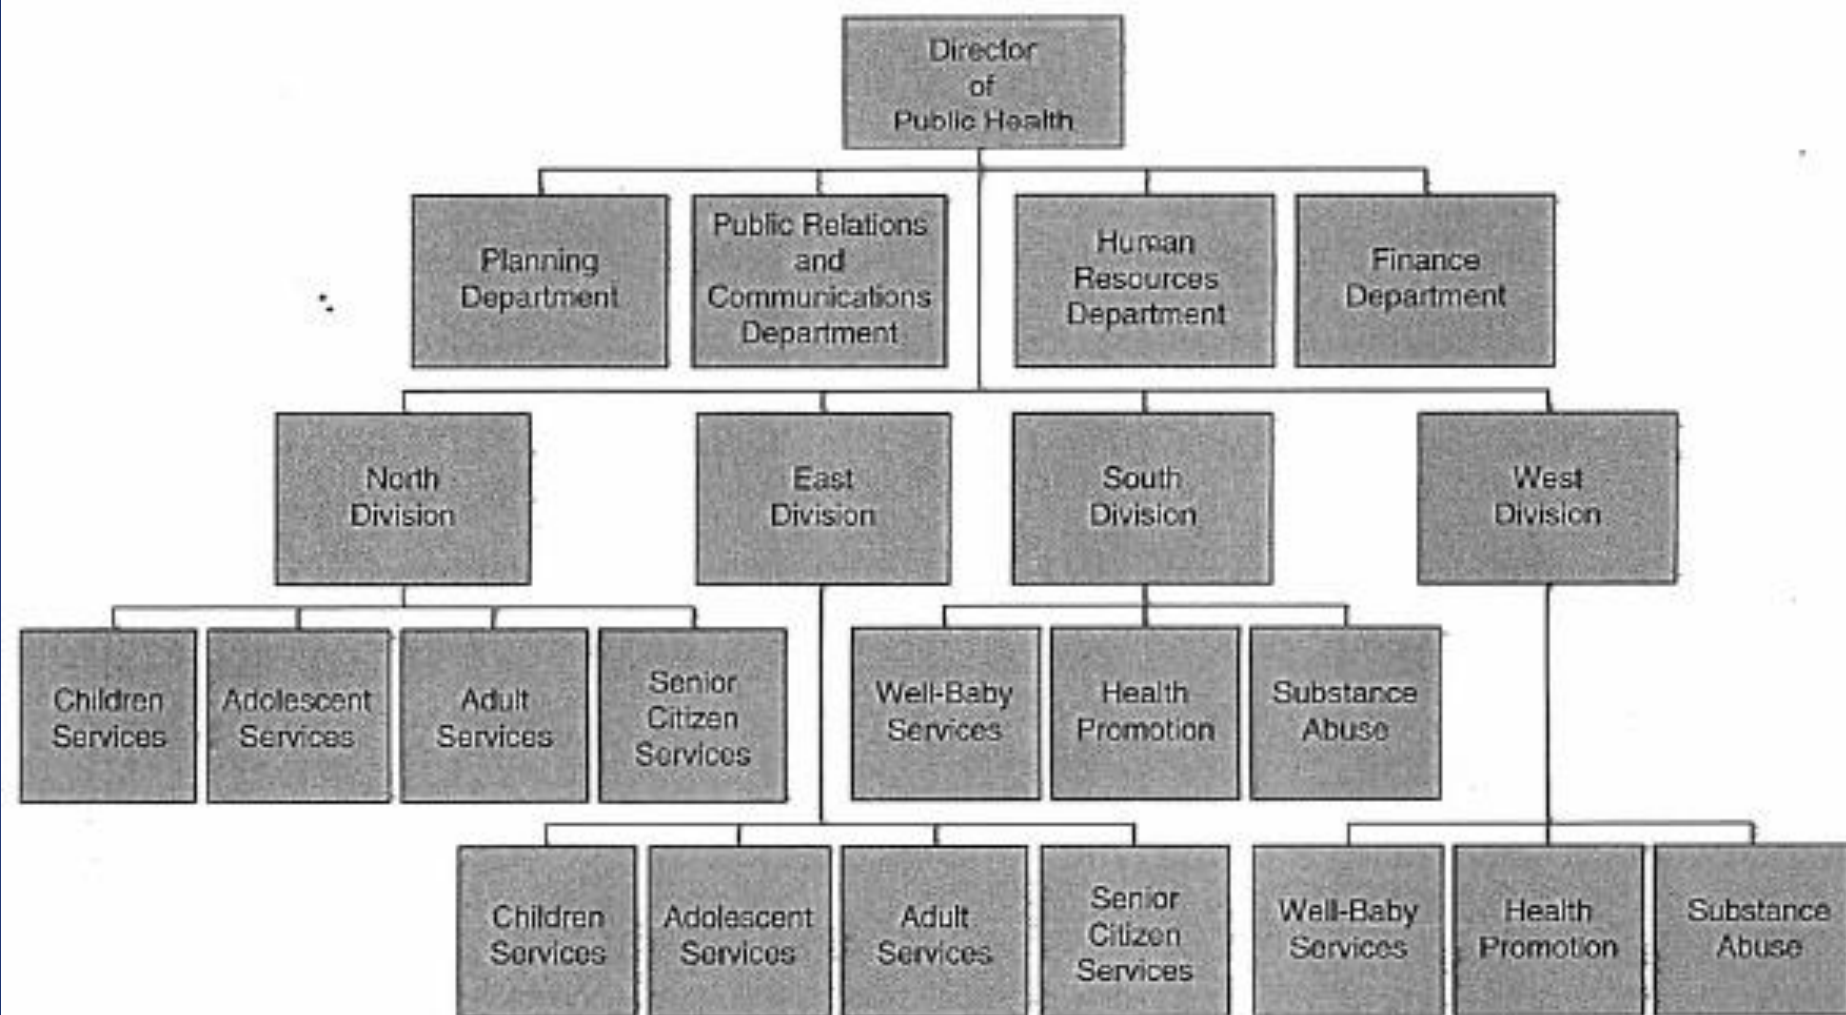 Director
of
Public Health
Planning
Department
Public Relations
and
Communications
Department
Human
Resources
Department
Finance
Department
North
Division
East
Division
South
Division
West
Division
Children
Services
Adolescent
Services
Adult
Services
Senior
Citizen
Services
Well-Baby
Services
Health
Promotion
Substance
Abuse
Children
Services
Adolescent
Services
Adult
Services
Senior
Citizen
Services
Well-Baby
Services
Health
Promotion
Substance
Abuse